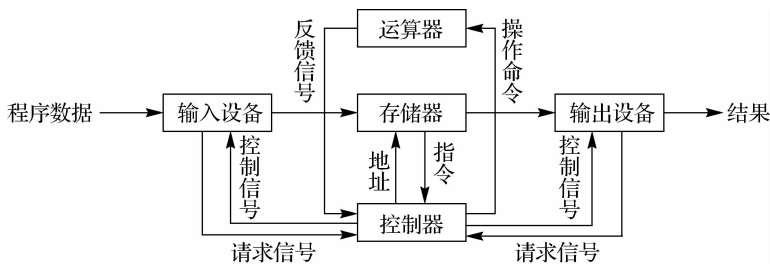 运算器
反馈信号
操作命令
程序数据
输入设备
存储器
输出设备
结果
控制信号
地址
指令
控制信号
控制器
请求信号
请求信号